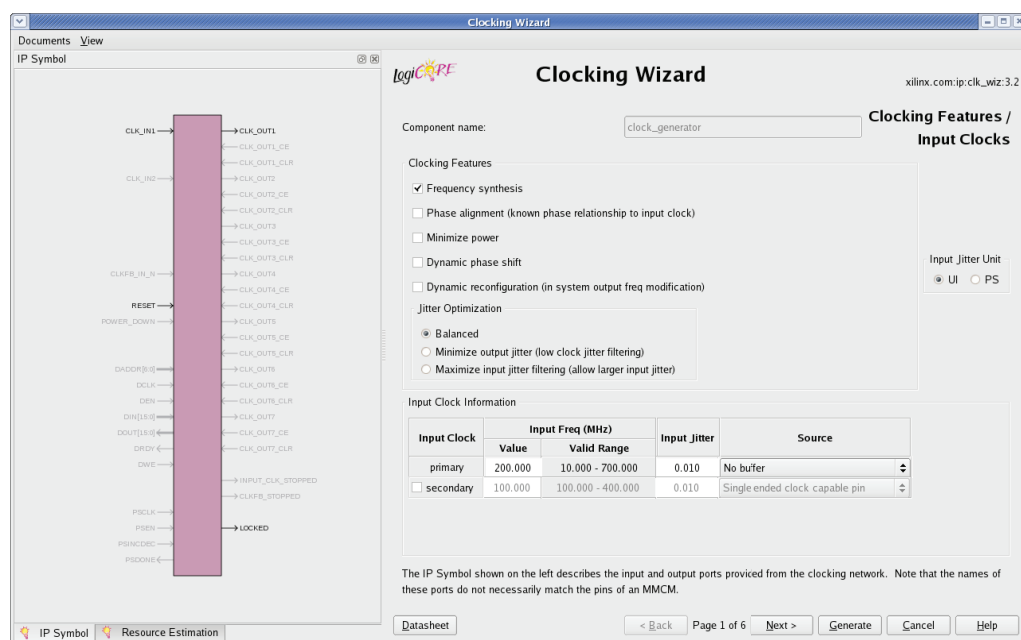 Clocking Wizard
Documents View
IP Symbol
CLK_IN1
CLK_OUT1
CLK_OUT1_CE
CLK_OUT1_CLR
CLK_IN2
CLK_OUT2
CLK_OUT2_CE
CLK_OUT2_CLR
CLK_OUT3
CLK_OUT3_CE
CLK_OUT3_CLR
CLKFB_IN_N
CLK_OUT4
CLK_OUT4_CE
RESET
CLK_OUT4_CLR
POWER_DOWN
CLK_OUT5
CLK_OUT5_CE
CLK_OUT5_CLR
DADDR[6:0]
CLK_OUT6
DCLK
CLK_OUT6_CE
DEN
CLK_OUT6_CLR
DIN[15:0]
CLK_OUT7
DOUT[15:0]
CLK_OUT7_CE
DRDY
CLK_OUT7_CLR
DWE
INPUT_CLK_STOPPED
CLKFB_STOPPED
PSCLK
PSEN
LOCKED
PSINCDEC
PSDONE
IP Symbol
Resource Estimation
logiCORE
Clocking Wizard
xilinx.com:ip:clk_wiz:3.2
Component name:
clock_generator
Clocking Features /
Input Clocks
Clocking Features
Frequency synthesis
Phase alignment (known phase relationship to input clock)
Minimize power
Dynamic phase shift
Dynamic reconfiguration (in system output freq modification)
Input Jitter Unit
UI PS
Jitter Optimization
Balanced
Minimize output jitter (low clock jitter filtering)
Maximize input jitter filtering (allow larger input jitter)
Input Clock Information
Input Clock Input Freq (MHz) Input Jitter Source
Value Valid Range
primary 200.000 10.000 - 700.000 0.010 No buffer
secondary 100.000 100.000 - 400.000 0.010 Single ended clock capable pin
The IP Symbol shown on the left describes the input and output ports proviced from the clocking network. Note that the names of
these ports do not necessarily match the pins of an MMCM.
Datasheet
< Back Page 1 of 6 Next > Generate Cancel Help